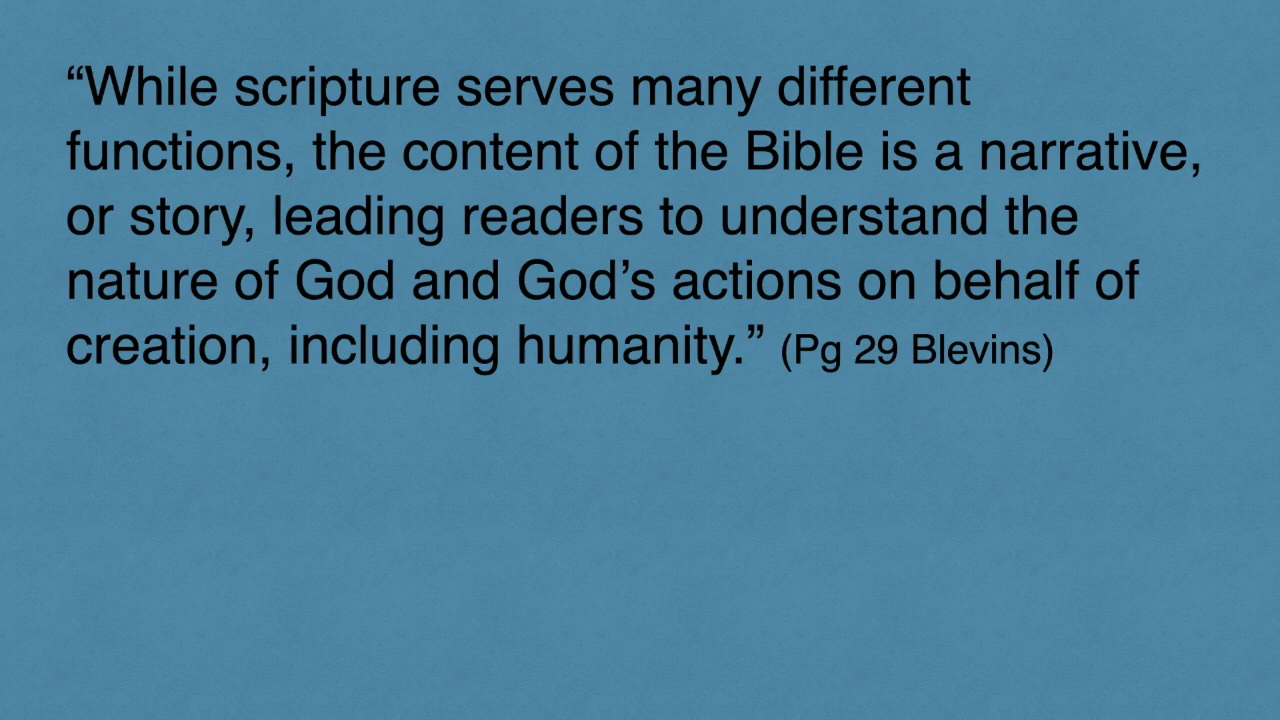 “While scripture serves many different
functions, the content of the Bible is a narrative,
or story, leading readers to understand the
nature of God and God’s actions on behalf of
creation, including humanity.” (Pg 29 Blevins)